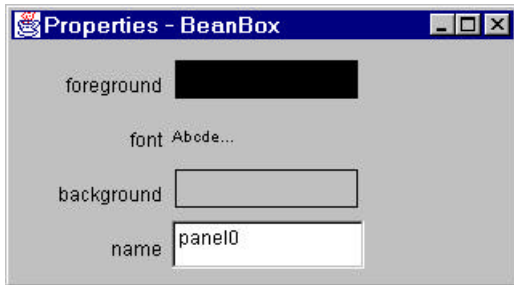 Properties - BeanBox
foreground
font Abcde...
background
name panel0